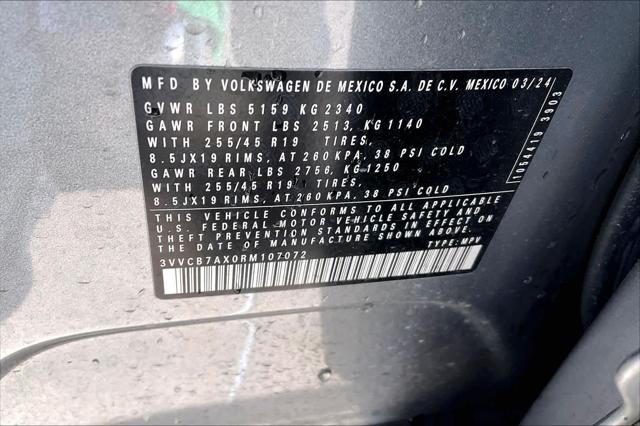 MFD BY VOLKSWAGEN DE MEXICO S.A. DE C.V. MEXICO 03/24
GVWR LBS 5159 KG 2340
GAWR FRONT LBS 2513, KG 1140
WITH 255/45 R19 TIRES,
8.5JX19 RIMS, AT 260 KPA, 38 PSI COLD
GAWR REAR LBS 2756, KG 1250
WITH 255/45 R19 TIRES,
8.5JX19 RIMS, AT 260 KPA, 38 PSI COLD
THIS VEHICLE CONFORMS TO ALL APPLICABLE
U.S. FEDERAL MOTOR VEHICLE SAFETY AND
THEFT PREVENTION STANDARDS IN EFFECT ON
THE DATE OF MANUFACTURE SHOWN ABOVE.
3VVCB7AX0RM107072 TYPE: MPV
1054419 3903